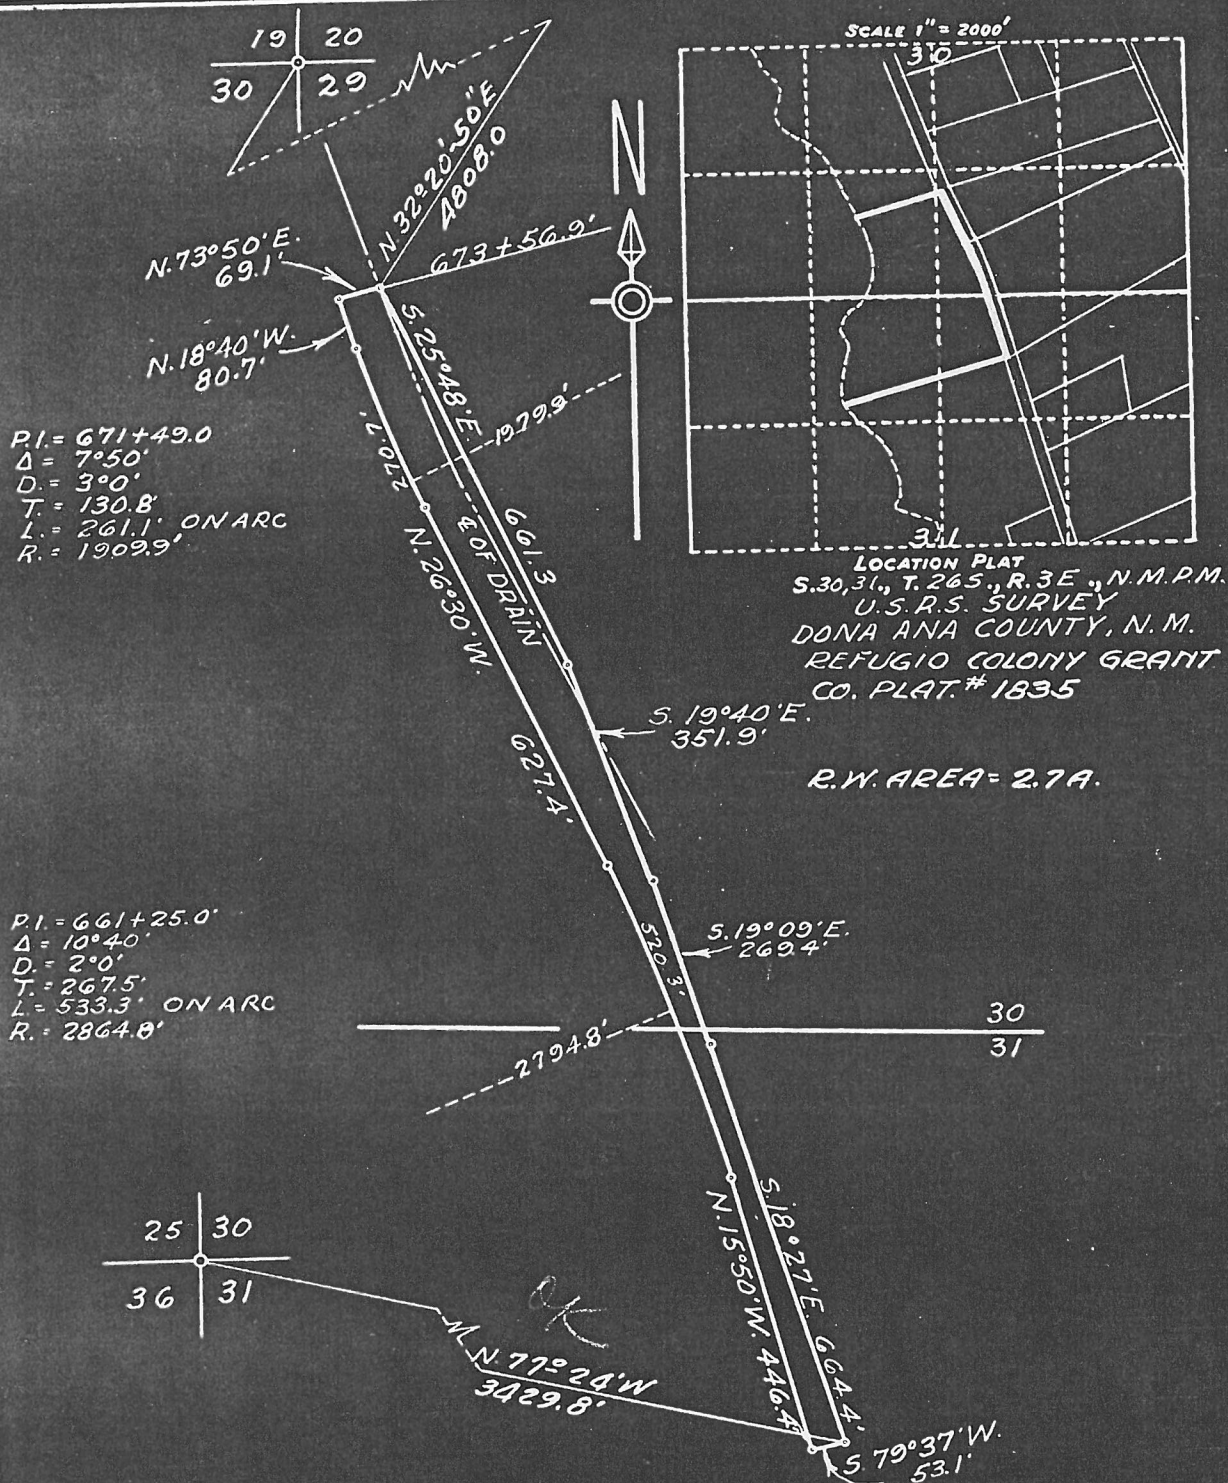 19 20
30 29
SCALE 1" = 2000'
30
N
N. 32°-20'-50" E
4808.0
N. 73°50' E.
69.1'
673+56.9'
N. 18°40' W.
80.7'
S. 25°48' E.
661.3
1979.9'
270.7'
P.I. = 671+49.0
Δ = 7°50'
D. = 3°0'
T. = 130.8'
L. = 261.1' ON ARC
R. = 1909.9'
℄ OF DRAIN
N. 26°30' W.
627.4'
31
LOCATION PLAT
S. 30, 31, T. 26S., R. 3E., N.M.P.M.
U.S.R.S. SURVEY
DONA ANA COUNTY, N.M.
REFUGIO COLONY GRANT
CO. PLAT. # 1835
S. 19°40' E.
351.9'
R.W. AREA = 2.7A.
P.I. = 661+25.0'
Δ = 10°40'
D. = 2°0'
T. = 267.5'
L = 533.3' ON ARC
R. = 2864.8'
520.3'
S. 19°09' E.
269.4'
30
31
2794.8'
25 30
36 31
OK
N. 77°24' W
3429.8'
N. 15°50' W. 446.4'
S. 18°27' E. 664.4'
S. 79°37' W.
53.1'